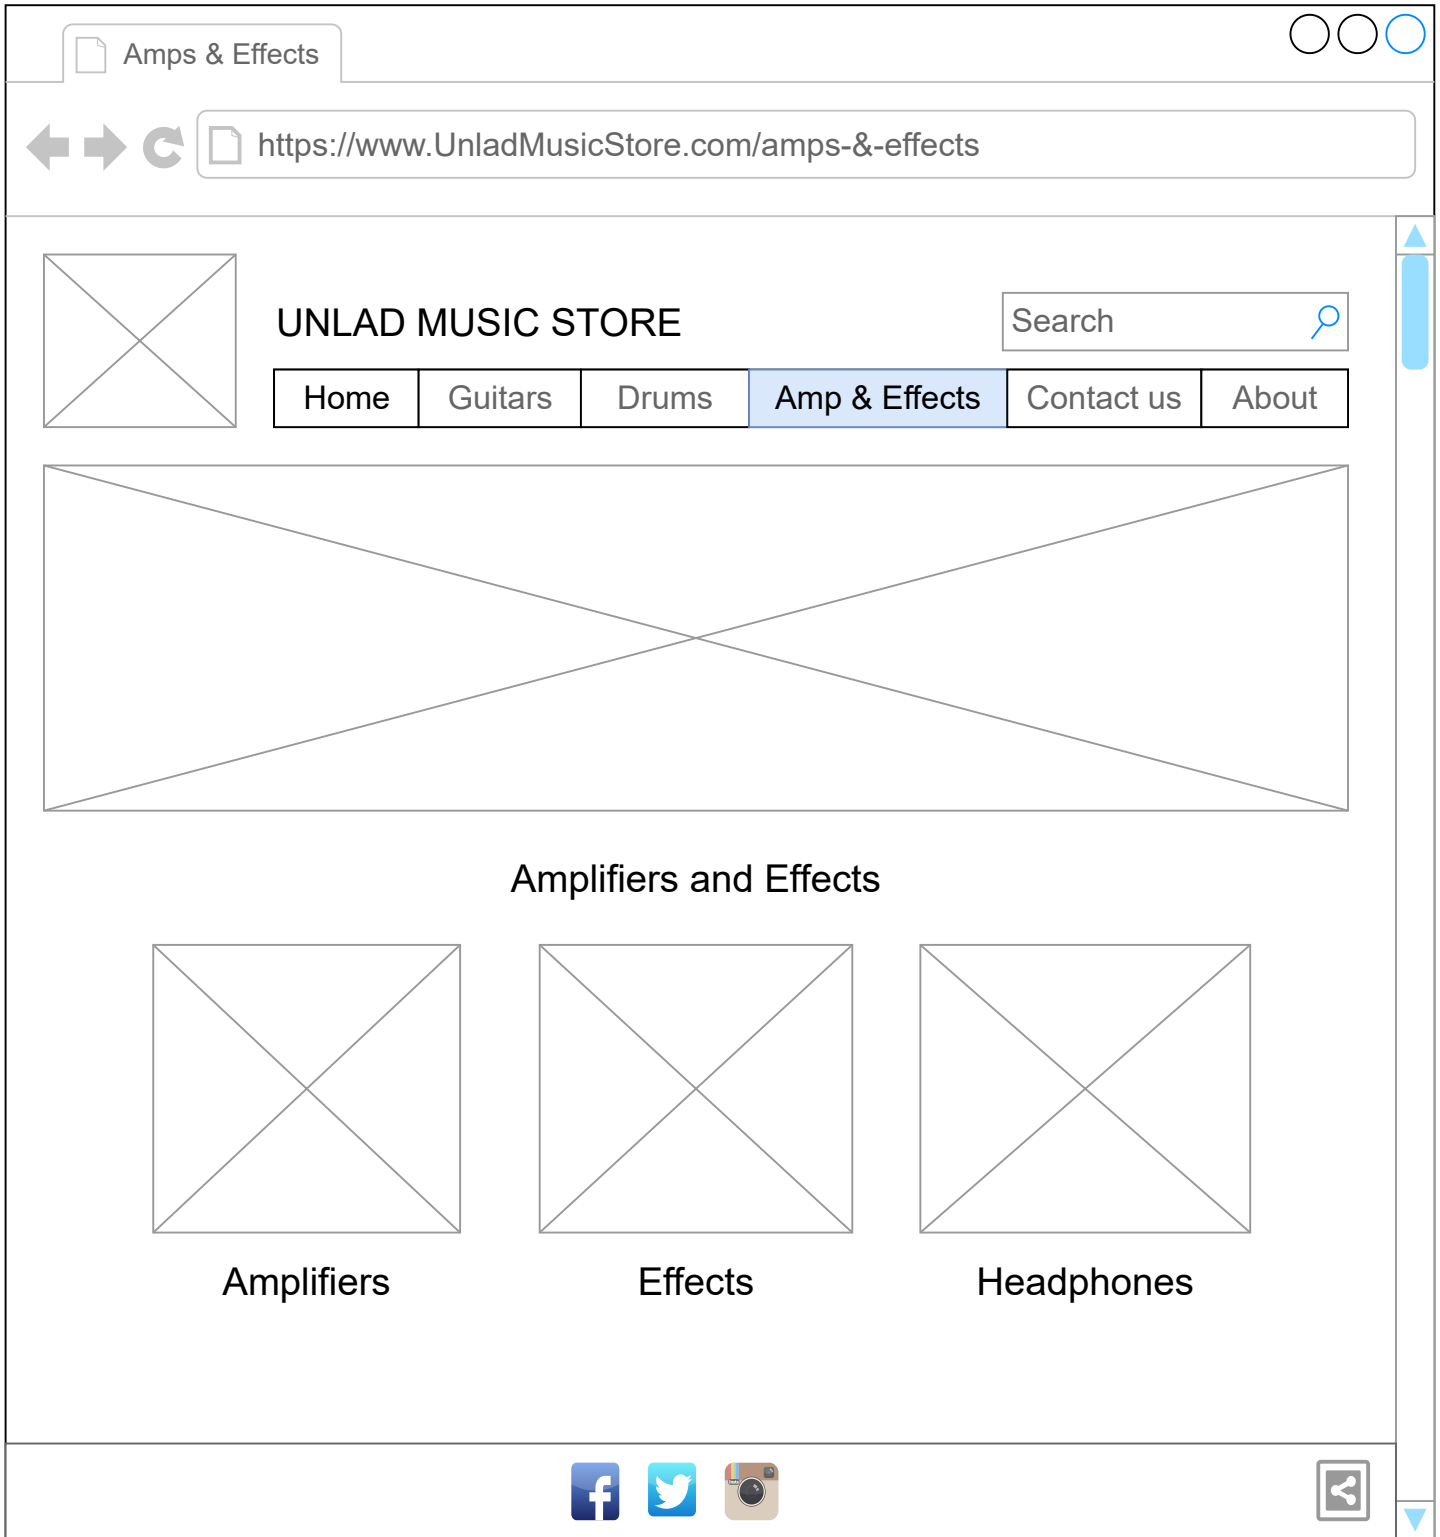 Amps & Effects
https://www.UnladMusicStore.com/amps-&-effects
UNLAD MUSIC STORE
Search
Home Guitars Drums Amp & Effects Contact us About
Amplifiers and Effects
Amplifiers Effects Headphones